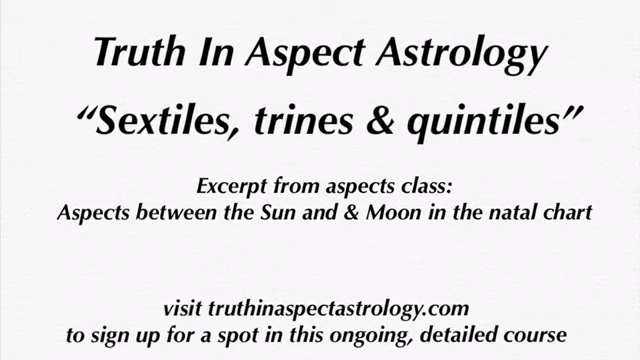 Truth In Aspect Astrology
“Sextiles, trines & quintiles”
Excerpt from aspects class:
Aspects between the Sun and & Moon in the natal chart
visit truthinaspectastrology.com
to sign up for a spot in this ongoing, detailed course